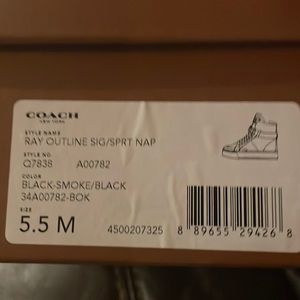 COACH
NEW YORK
STYLE NAME
RAY OUTLINE SIG/SPRT NAP
STYLE NO.
Q7838 A00782
COLOR
BLACK-SMOKE/BLACK
34A00782-BOK
SIZE
5.5 M
4500207325
8 89655 29426 8